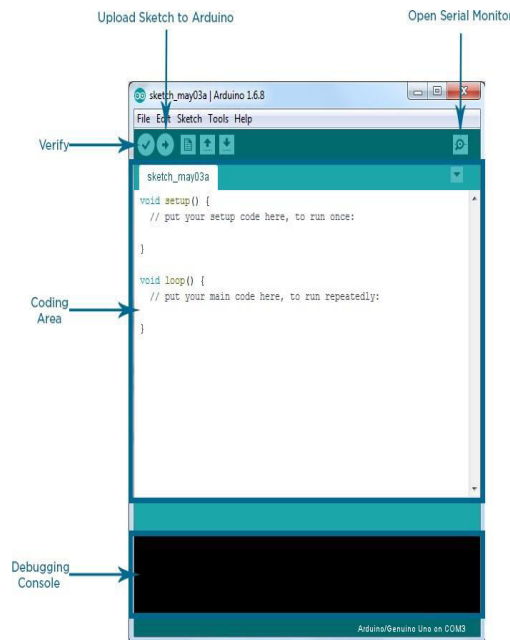 Upload Sketch to Arduino
Open Serial Monitor
sketch_may03a | Arduino 1.6.8
File Edit Sketch Tools Help
Verify
sketch_may03a
void setup() {
// put your setup code here, to run once:
}
void loop() {
// put your main code here, to run repeatedly:
}
Coding
Area
Debugging
Console
Arduino/Genuino Uno on COM3